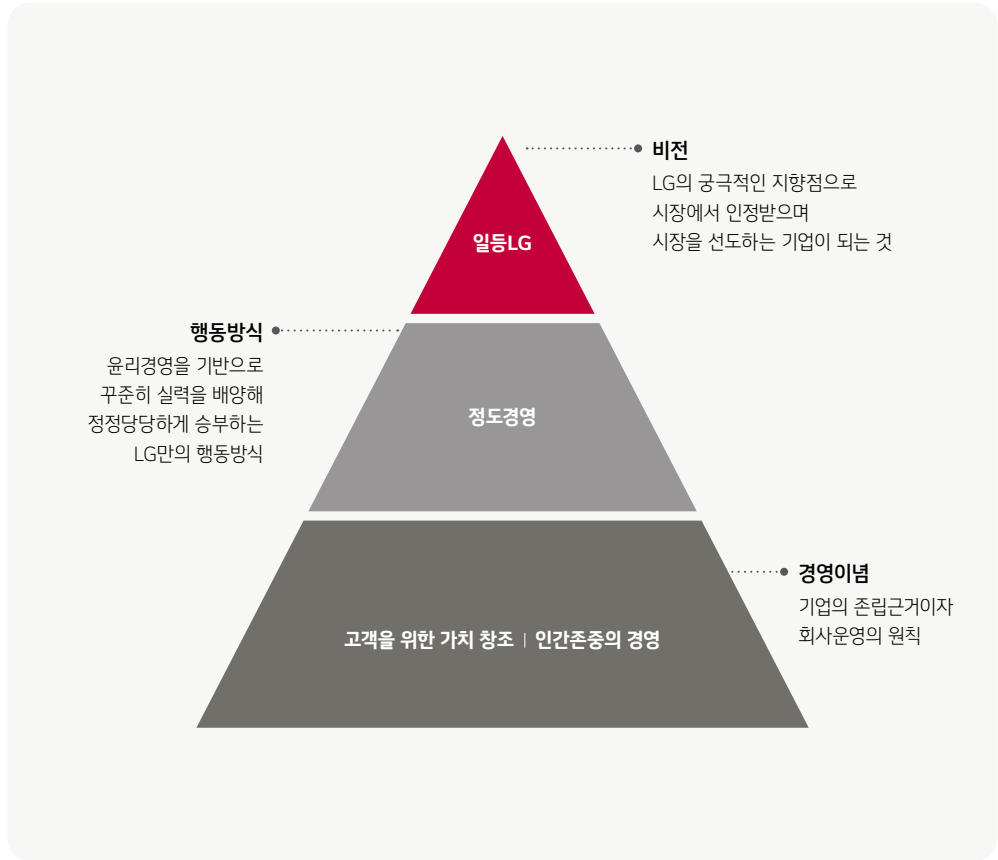 비전
LG의 궁극적인 지향점으로
시장에서 인정받으며
시장을 선도하는 기업이 되는 것
일등LG
행동방식
윤리경영을 기반으로
꾸준히 실력을 배양해
정정당당하게 승부하는
LG만의 행동방식
정도경영
경영이념
기업의 존립근거이자
회사운영의 원칙
고객을 위한 가치 창조 | 인간존중의 경영